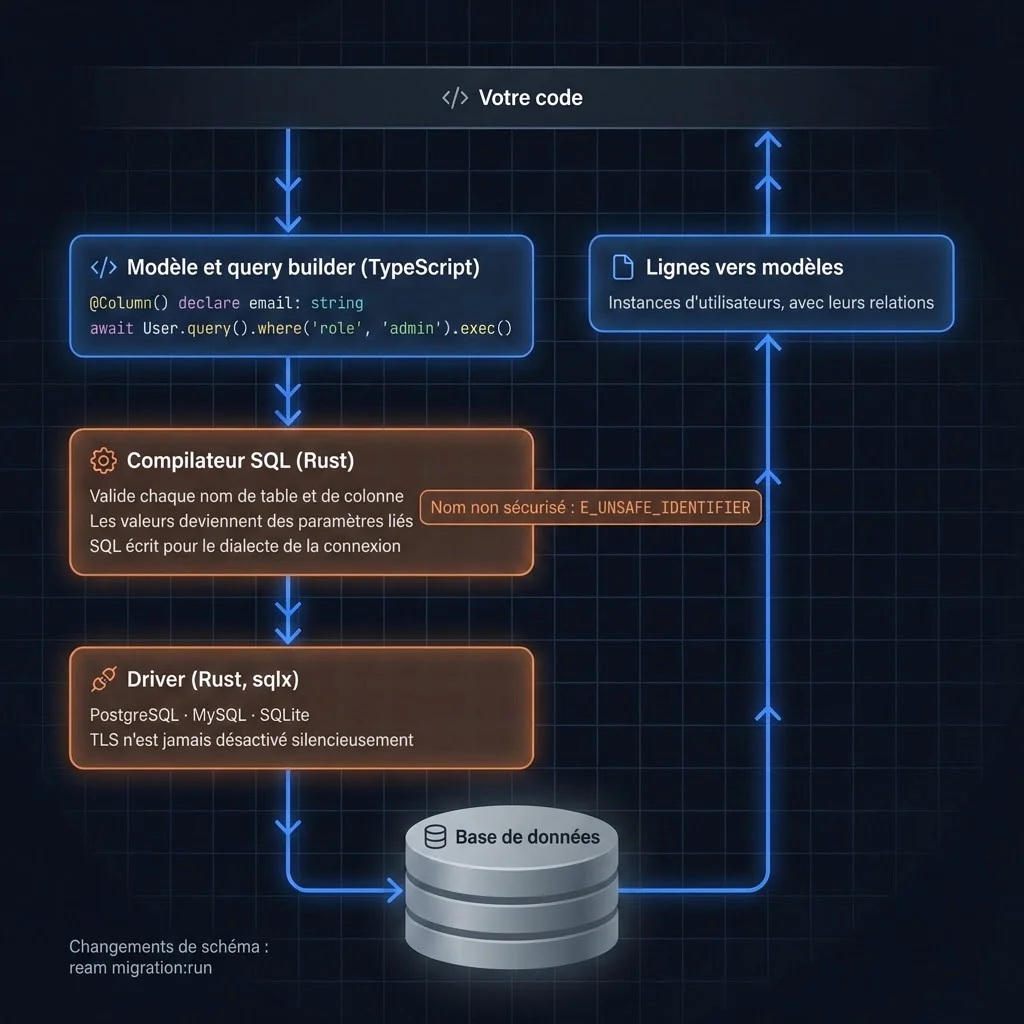 </> Votre code
</> Modèle et query builder (TypeScript)
@Column() declare email: string
await User.query().where('role', 'admin').exec()
Lignes vers modèles
Instances d'utilisateurs, avec leurs relations
Compilateur SQL (Rust)
Valide chaque nom de table et de colonne
Les valeurs deviennent des paramètres liés
SQL écrit pour le dialecte de la connexion
Nom non sécurisé : E_UNSAFE_IDENTIFIER
Driver (Rust, sqlx)
PostgreSQL · MySQL · SQLite
TLS n'est jamais désactivé silencieusement
Base de données
Changements de schéma :
ream migration:run